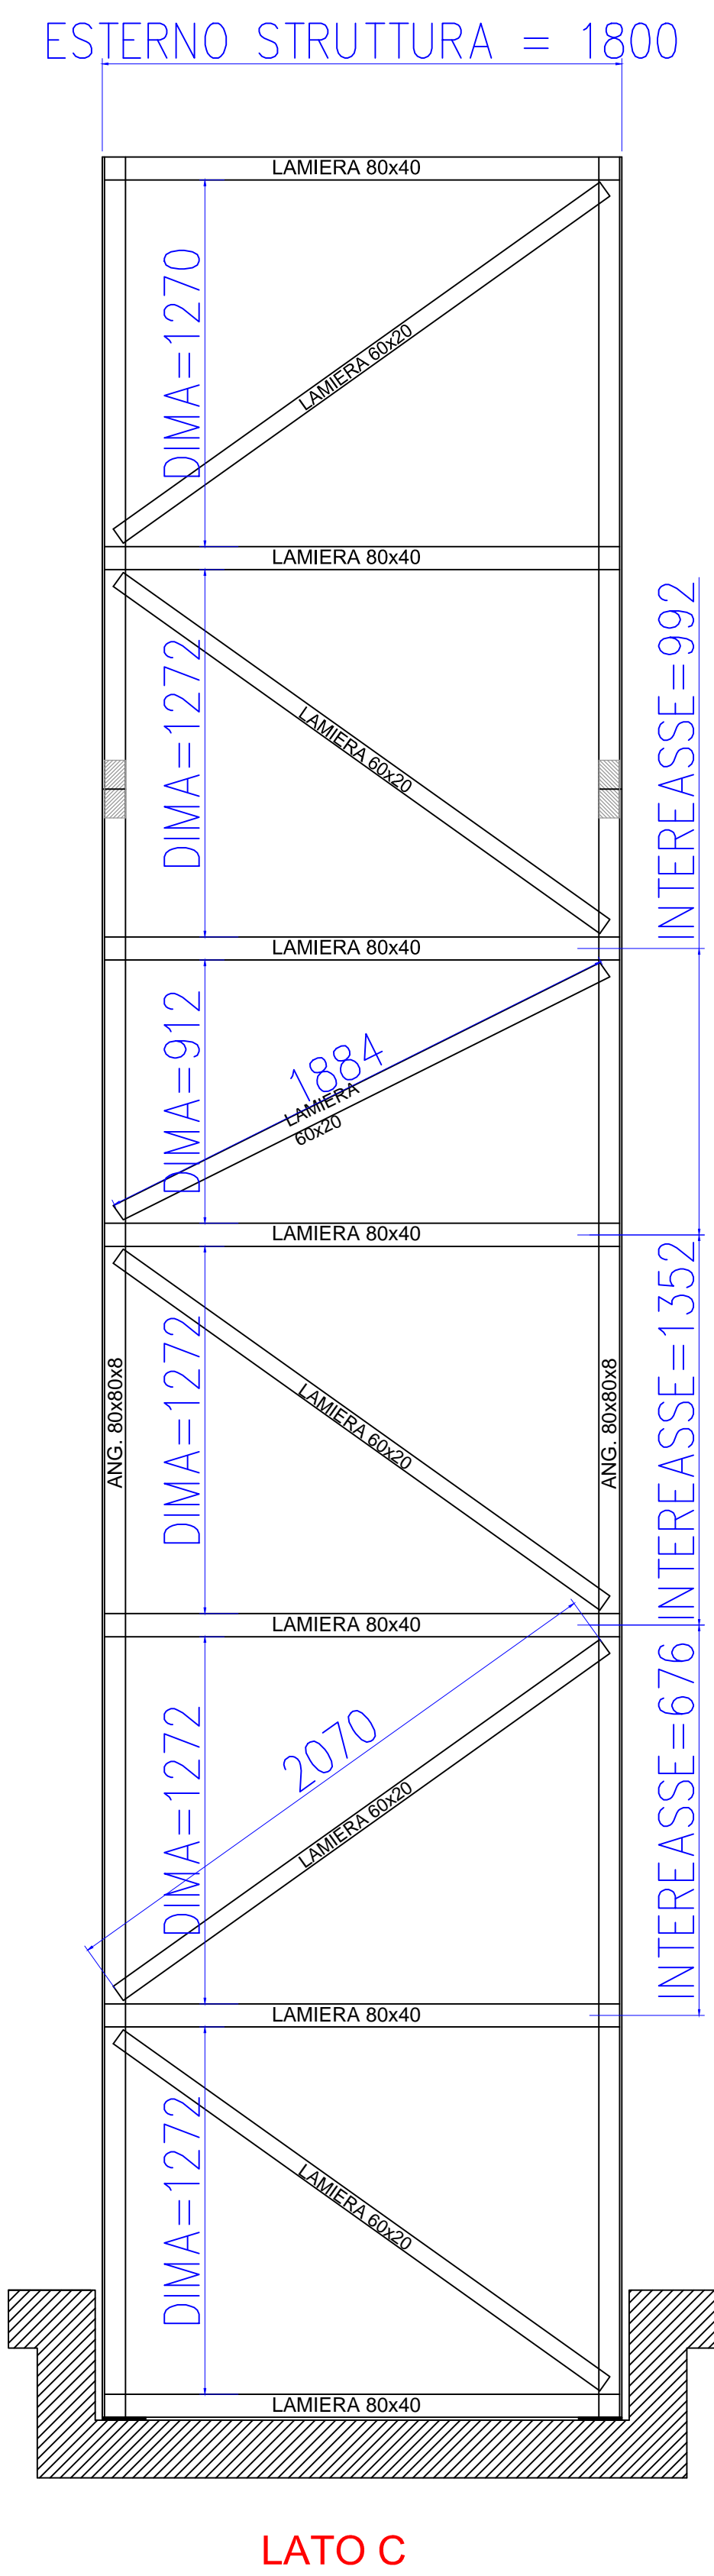 ESTERNO STRUTTURA = 1800
LAMIERA 80x40
DIMA=1270
LAMIERA 60x20
LAMIERA 80x40
DIMA=1272
LAMIERA 60x20
INTEREASSE=992
LAMIERA 80x40
DIMA=912
1884
LAMIERA
60x20
LAMIERA 80x40
ANG. 80x80x8
DIMA=1272
LAMIERA 60x20
ANG. 80x80x8
INTEREASSE=1352
LAMIERA 80x40
DIMA=1272
2070
LAMIERA 60x20
INTEREASSE=676
LAMIERA 80x40
DIMA=1272
LAMIERA 60x20
LAMIERA 80x40
LATO C